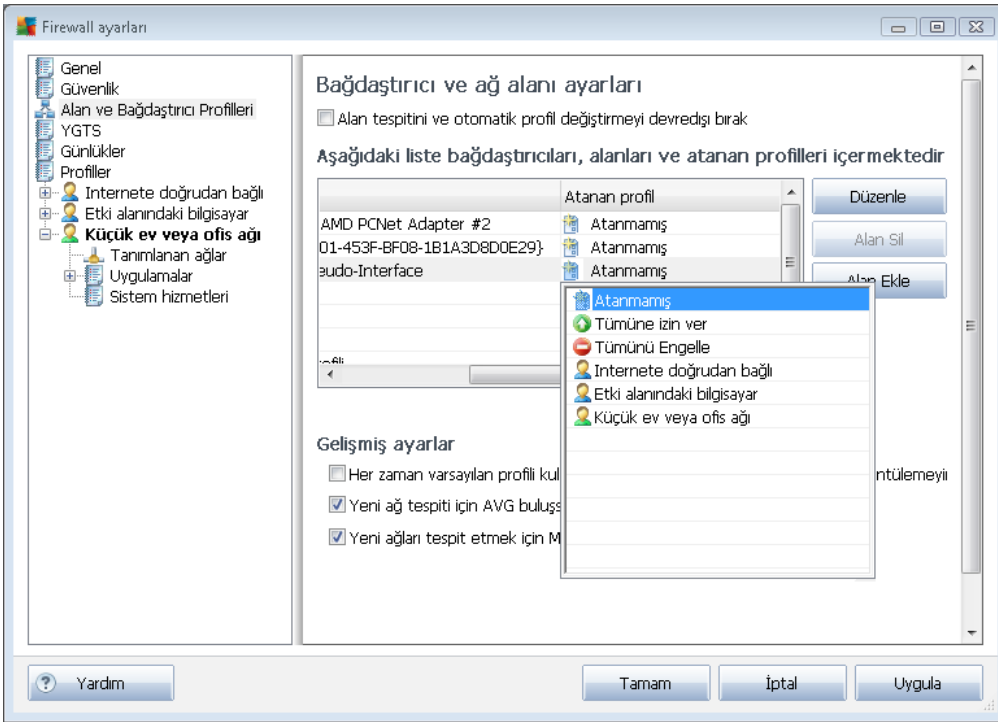 Firewall ayarları
Genel
Güvenlik
Alan ve Bağdaştırıcı Profilleri
YGTS
Günlükler
Profiller
Internete doğrudan bağlı
Etki alanındaki bilgisayar
Küçük ev veya ofis ağı
Tanımlanan ağlar
Uygulamalar
Sistem hizmetleri
Bağdaştırıcı ve ağ alanı ayarları
Alan tespitini ve otomatik profil değiştirmeyi devredışı bırak
Aşağıdaki liste bağdaştırıcıları, alanları ve atanan profilleri içermektedir
Atanan profil
AMD PCNet Adapter #2 Atanmamış
01-453F-BF08-1B1A3D8D0E29} Atanmamış
eudo-Interface Atanmamış
Düzenle
Alan Sil
Alan Ekle
Atanmamış
Tümüne izin ver
Tümünü Engelle
Internete doğrudan bağlı
Etki alanındaki bilgisayar
Küçük ev veya ofis ağı
Gelişmiş ayarlar
Her zaman varsayılan profili kul ntülemeyi
Yeni ağ tespiti için AVG buluşs
Yeni ağları tespit etmek için M
Yardım
Tamam
İptal
Uygula